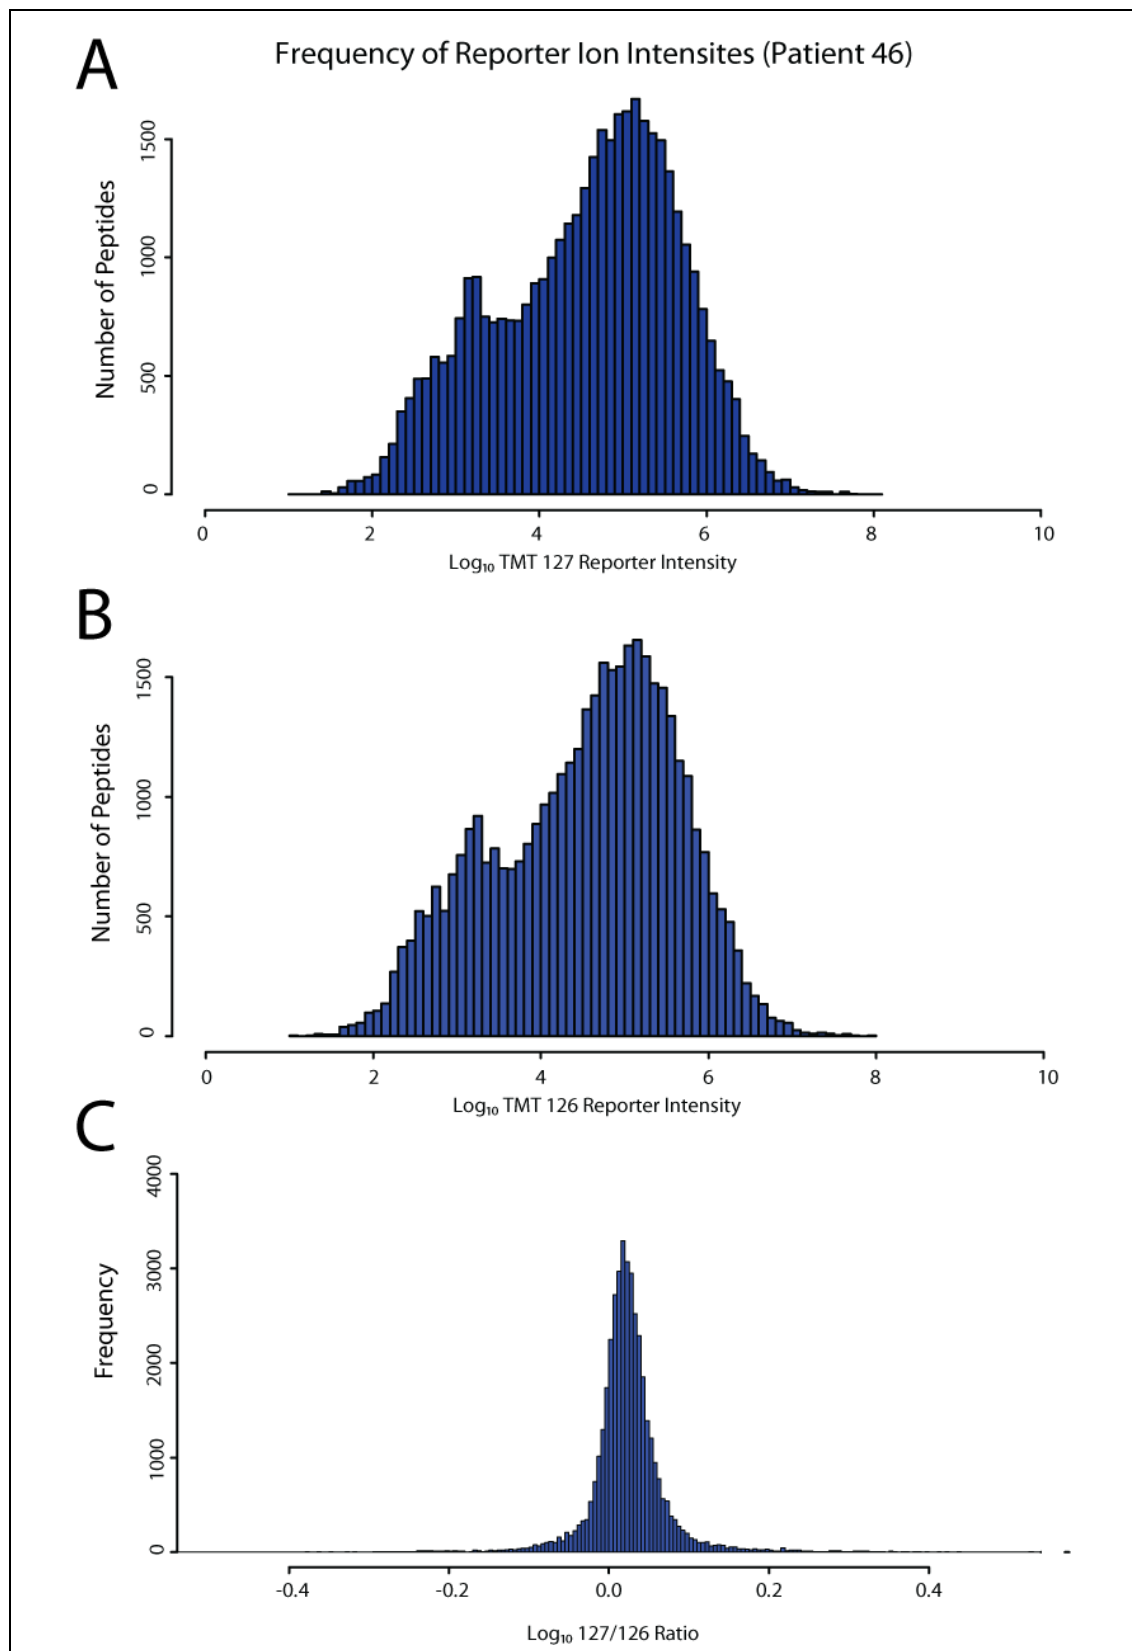 A
Frequency of Reporter Ion Intensites (Patient 46)
Number of Peptides
1500
1000
500
0
0 2 4 6 8 10
Log₁₀ TMT 127 Reporter Intensity
B
Number of Peptides
1500
1000
500
0
0 2 4 6 8 10
Log₁₀ TMT 126 Reporter Intensity
C
Frequency
4000
3000
2000
1000
0
-0.4 -0.2 0.0 0.2 0.4
Log₁₀ 127/126 Ratio